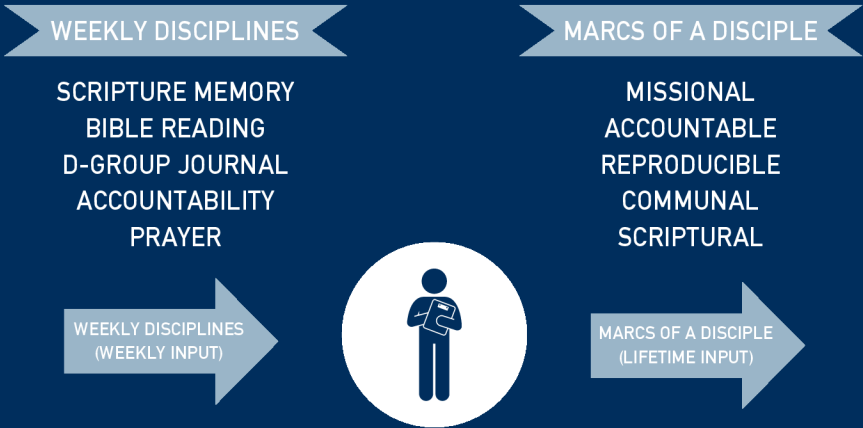 WEEKLY DISCIPLINES
SCRIPTURE MEMORY
BIBLE READING
D-GROUP JOURNAL
ACCOUNTABILITY
PRAYER
WEEKLY DISCIPLINES
(WEEKLY INPUT)
MARCS OF A DISCIPLE
MISSIONAL
ACCOUNTABLE
REPRODUCIBLE
COMMUNAL
SCRIPTURAL
MARCS OF A DISCIPLE
(LIFETIME INPUT)